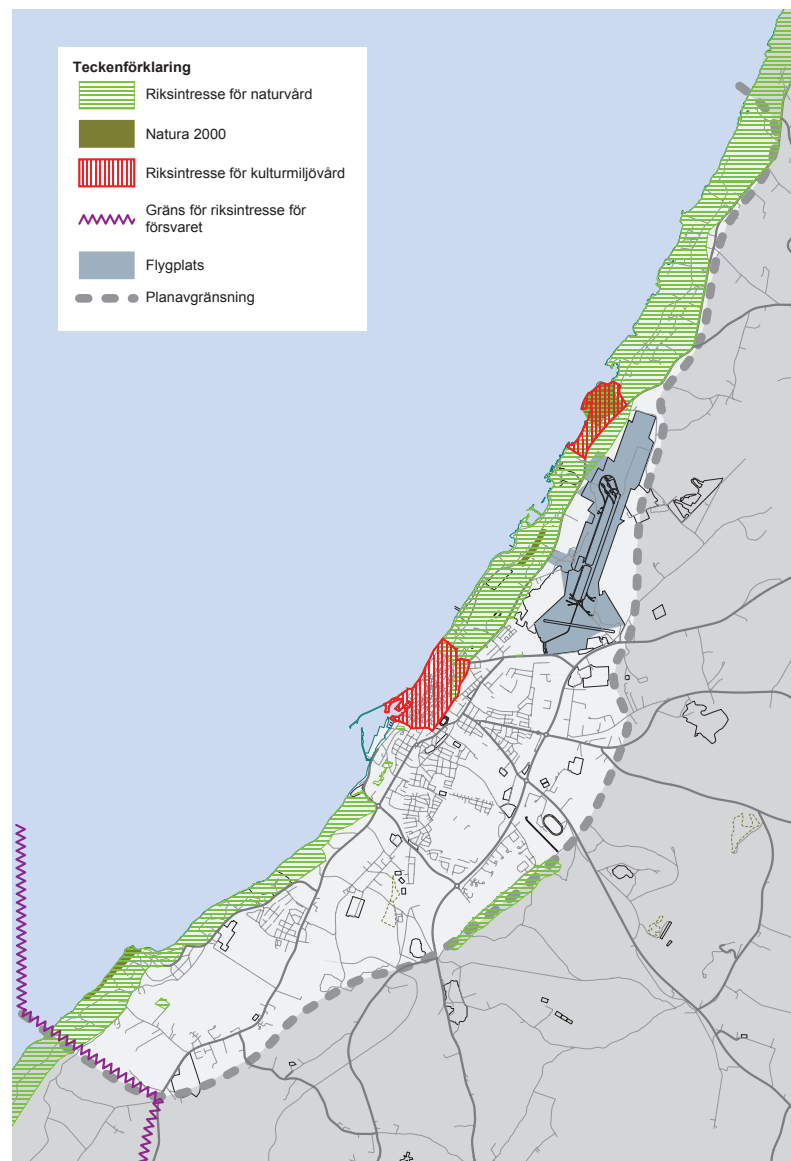 Teckenförklaring
Riksintresse för naturvård
Natura 2000
Riksintresse för kulturmiljövård
Gräns för riksintresse för
försvaret
Flygplats
Planavgränsning